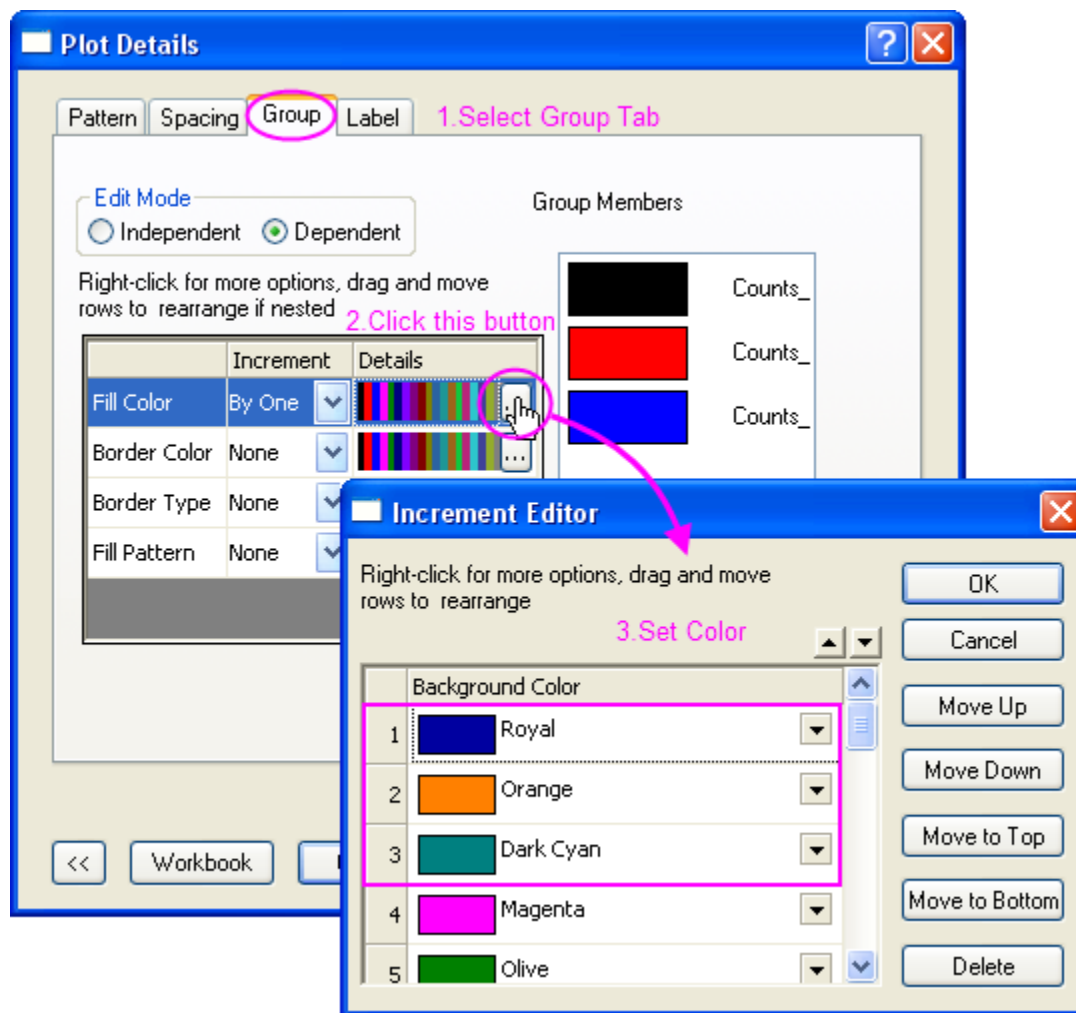 Plot Details
Pattern Spacing Group Label 1.Select Group Tab
Edit Mode
Independent Dependent
Group Members
Right-click for more options, drag and move
rows to rearrange if nested
2.Click this button
Counts_
Counts_
Counts_
Increment Details
Fill Color By One
Border Color None ...
Border Type None
Fill Pattern None
<< Workbook
Increment Editor
Right-click for more options, drag and move
rows to rearrange
3.Set Color
Background Color
1 Royal
2 Orange
3 Dark Cyan
4 Magenta
5 Olive
OK
Cancel
Move Up
Move Down
Move to Top
Move to Bottom
Delete